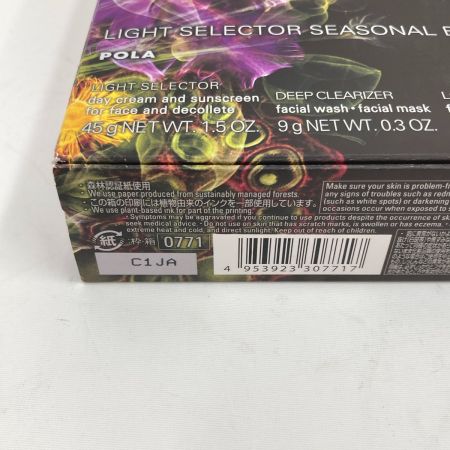 LIGHT SELECTOR SEASONAL
POLA
LIGHT SELECTOR
day cream and sunscreen
for face and decollete
45 g NET WT. 1.5 OZ.
DEEP CLEARIZER
facial wash・facial mask
9 g NET WT. 0.3 OZ.
・森林認証紙使用
・We use paper produced from sustainably managed forests.
・この箱の印刷には植物由来のインクを一部使用しています。
・We use plant-based ink for part of the printing.
Make sure your skin is problem-f
any signs of troubles such as red
(such as white spots) or darkening
occasions occur when exposed to s
Symptoms may be aggravated if you continue to use products despite the occurrence of
seek medical advice. ・Do not use on skin that has scratch marks, is swollen or has eczema.
extreme heat and cold, and direct sunlight. ・Keep out of reach of children.
紙 枠・箱 0771
C1JA
4 953923 307717